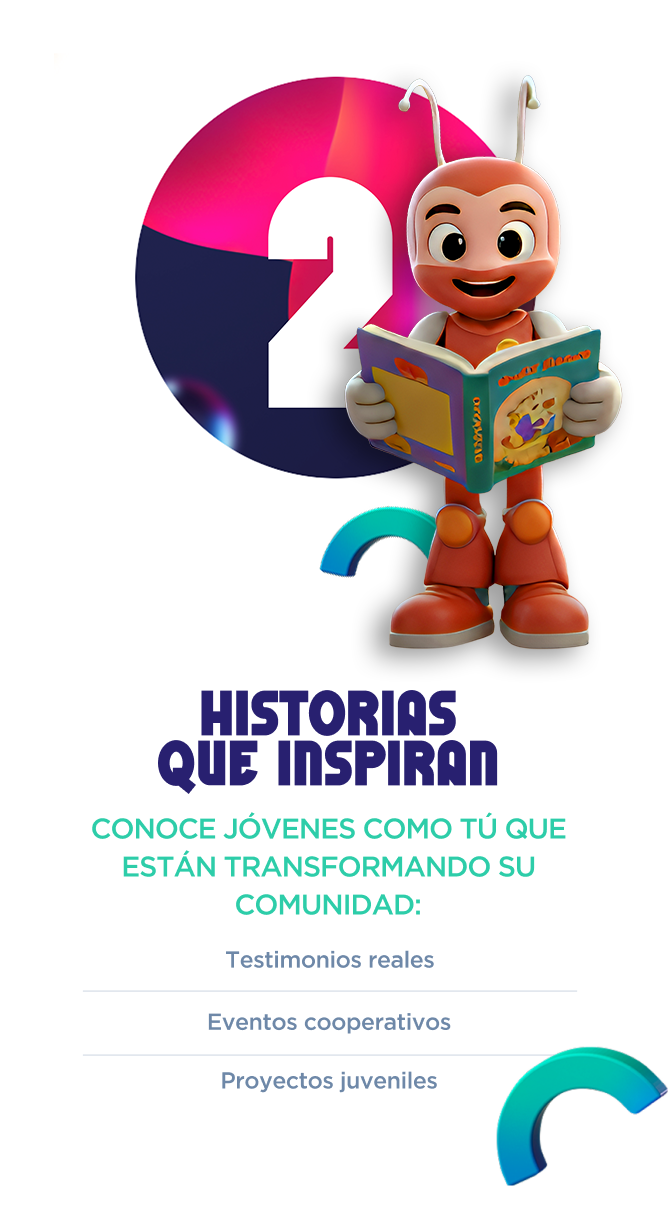 2
HISTORIAS
QUE INSPIRAN
CONOCE JÓVENES COMO TÚ QUE
ESTÁN TRANSFORMANDO SU
COMUNIDAD:
Testimonios reales
Eventos cooperativos
Proyectos juveniles